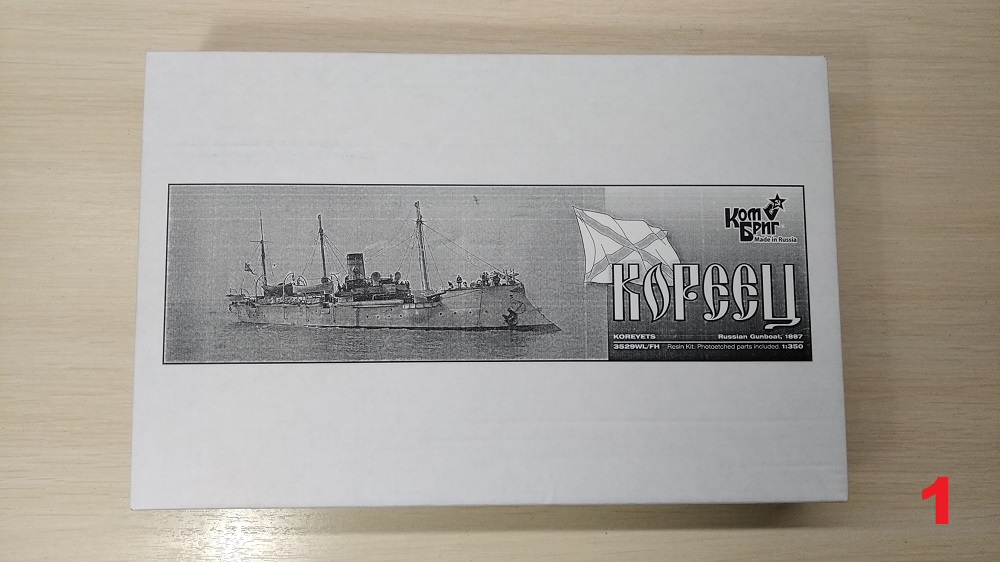 Ком
Бриг
Made in Russia
КОРЕЕЦ
KOREYETS Russian Gunboat, 1887
3529WL/FH Resin Kit. Photoetched parts included 1:350
1